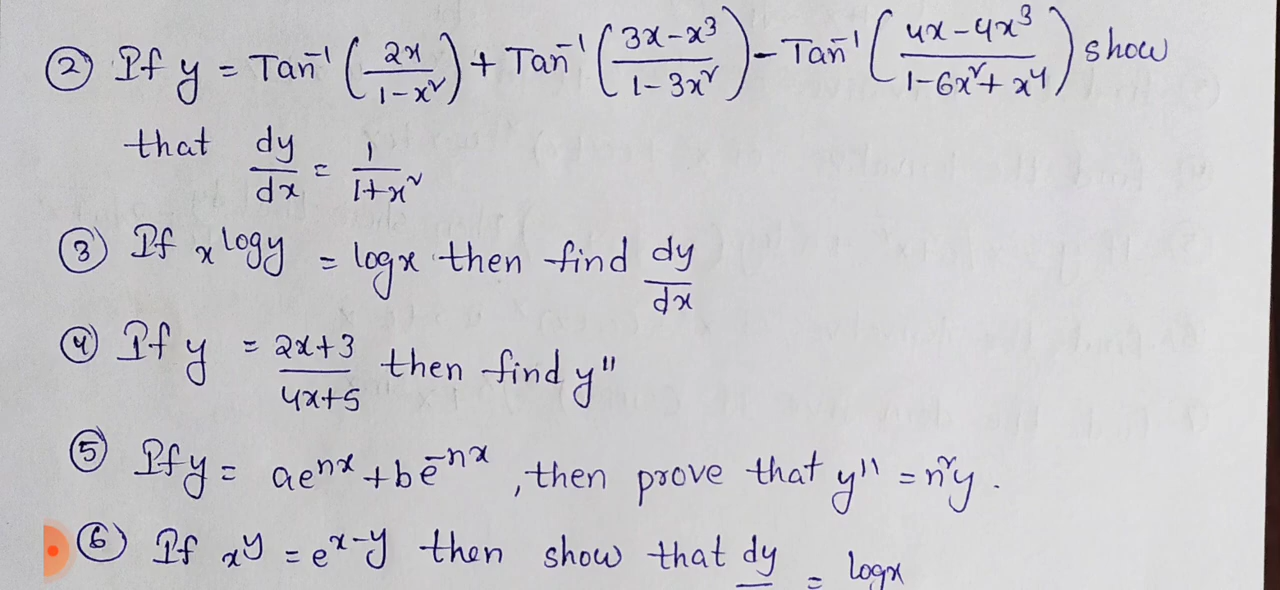 ② If y = Tan⁻¹ (2x/(1-x²)) + Tan⁻¹ ((3x-x³)/(1-3x²)) - Tan⁻¹ ((4x-4x³)/(1-6x²+x⁴)) show
that dy/dx = 1/(1+x²)
③ If x^logy = logx then find dy/dx
④ If y = (2x+3)/(4x+5) then find y''
⑤ If y = ae^nx + be^-nx, then prove that y'' = n²y.
⑥ If x^y = e^x-y then show that dy = logx